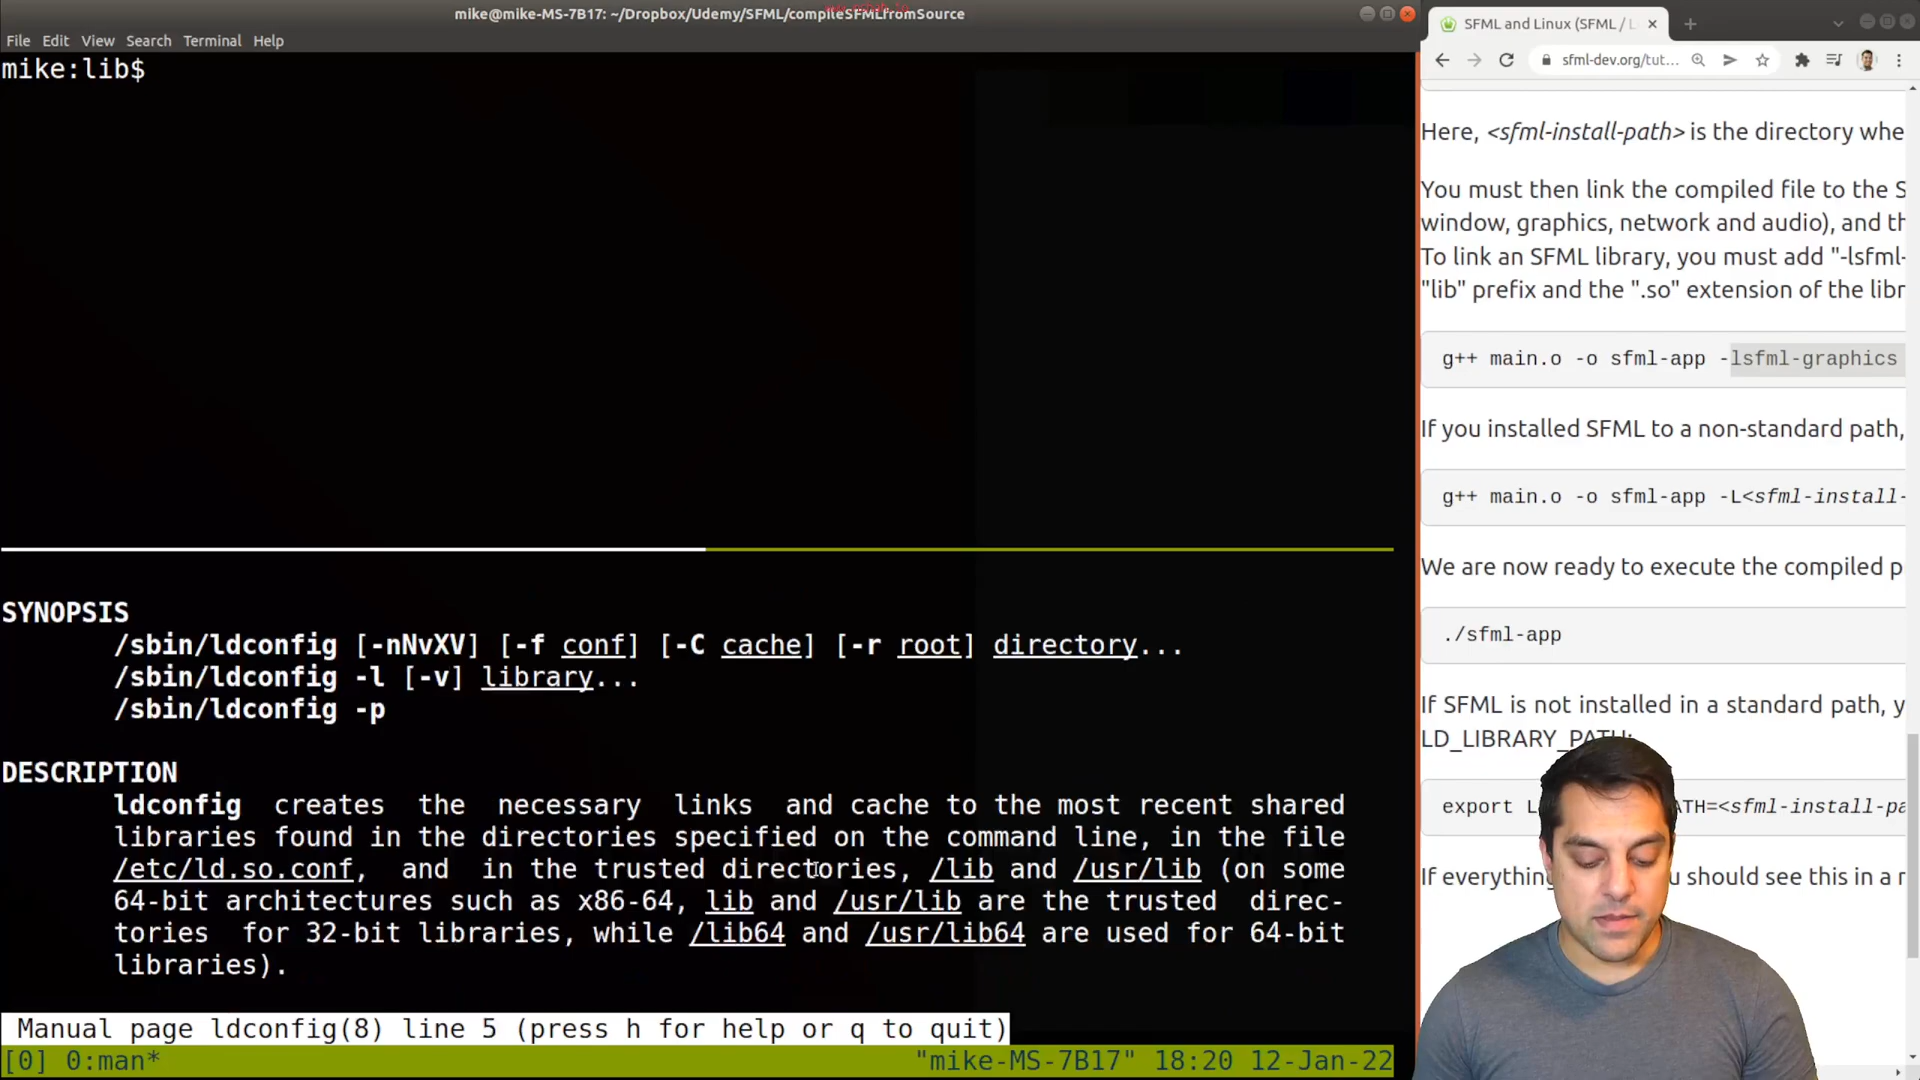 mike@mike-MS-7B17: ~/Dropbox/Udemy/SFML/compileSFMLFromSource
File Edit View Search Terminal Help
mike:lib$
SYNOPSIS
/sbin/ldconfig [-nNvXV] [-f conf] [-C cache] [-r root] directory...
/sbin/ldconfig -l [-v] library...
/sbin/ldconfig -p
DESCRIPTION
ldconfig creates the necessary links and cache to the most recent shared
libraries found in the directories specified on the command line, in the file
/etc/ld.so.conf, and in the trusted directories, /lib and /usr/lib (on some
64-bit architectures such as x86-64, lib and /usr/lib are the trusted direc-
tories for 32-bit libraries, while /lib64 and /usr/lib64 are used for 64-bit
libraries).
Manual page ldconfig(8) line 5 (press h for help or q to quit)
[0] 0:man* "mike-MS-7B17" 18:20 12-Jan-22
SFML and Linux (SFML / L
sfml-dev.org/tut...
Here, <sfml-install-path> is the directory whe
You must then link the compiled file to the S
window, graphics, network and audio), and th
To link an SFML library, you must add "-lsfml-
"lib" prefix and the ".so" extension of the libr
g++ main.o -o sfml-app -lsfml-graphics
If you installed SFML to a non-standard path,
g++ main.o -o sfml-app -L<sfml-install-
We are now ready to execute the compiled p
./sfml-app
If SFML is not installed in a standard path, y
LD_LIBRARY_PATH:
export L ATH=<sfml-install-pa
If everything u should see this in a n